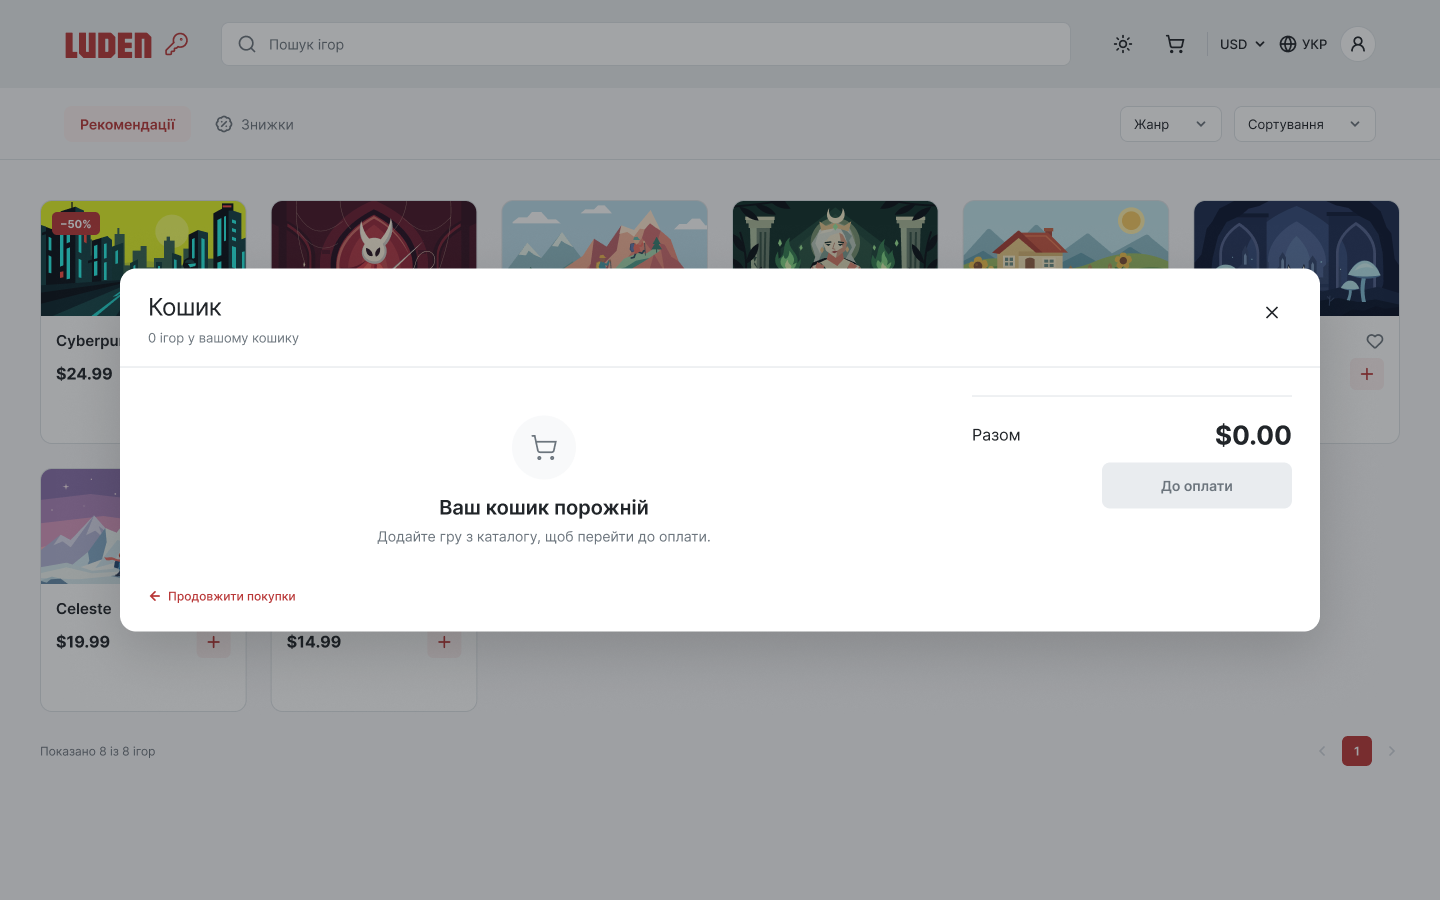 LUDEN
Пошук ігор
USD
УКР
Рекомендації
Знижки
Жанр
Сортування
−50%
$24.99
Кошик
0 ігор у вашому кошику
Разом
$0.00
До оплати
Ваш кошик порожній
Додайте гру з каталогу, щоб перейти до оплати.
Продовжити покупки
Celeste
$19.99
$14.99
Показано 8 із 8 ігор
1